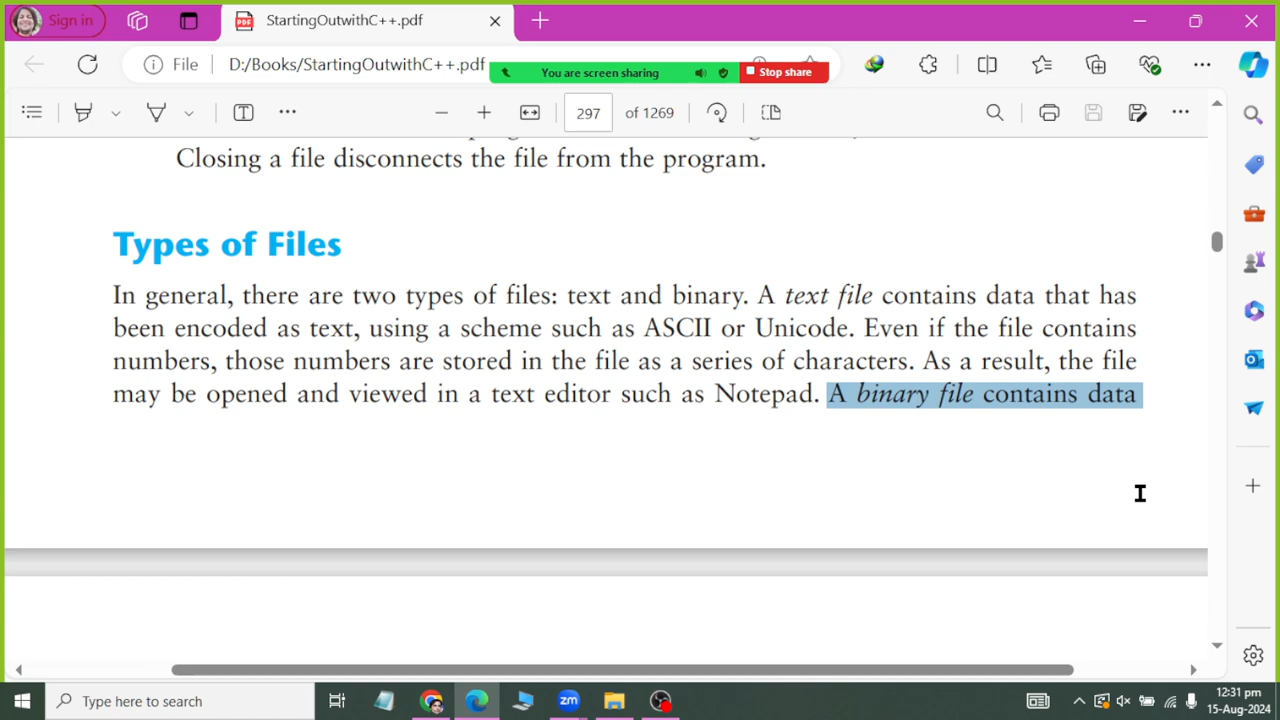 Sign in
StartingOutwithC++.pdf
File
D:/Books/StartingOutwithC++.pdf
You are screen sharing
Stop share
297
of 1269
Closing a file disconnects the file from the program.
Types of Files
In general, there are two types of files: text and binary. A text file contains data that has
been encoded as text, using a scheme such as ASCII or Unicode. Even if the file contains
numbers, those numbers are stored in the file as a series of characters. As a result, the file
may be opened and viewed in a text editor such as Notepad. A binary file contains data
Type here to search
zm
12:31 pm
15-Aug-2024